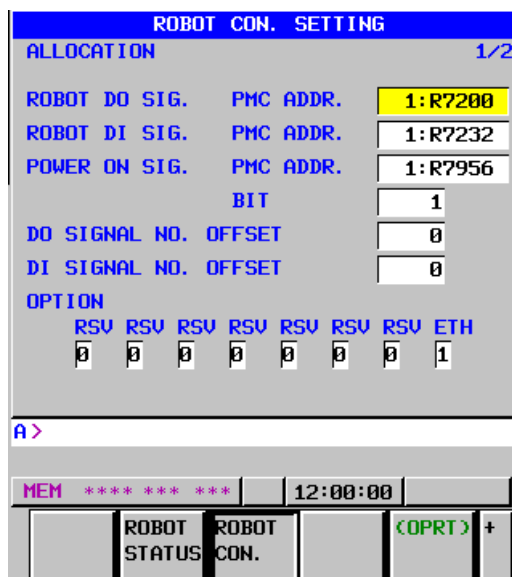 ROBOT CON. SETTING
ALLOCATION 1/2
ROBOT DO SIG. PMC ADDR. 1:R7200
ROBOT DI SIG. PMC ADDR. 1:R7232
POWER ON SIG. PMC ADDR. 1:R7956
BIT 1
DO SIGNAL NO. OFFSET 0
DI SIGNAL NO. OFFSET 0
OPTION
RSV RSV RSV RSV RSV RSV RSV ETH
0 0 0 0 0 0 0 1
A>
MEM **** *** *** 12:00:00
ROBOT STATUS ROBOT CON. (OPRT) +